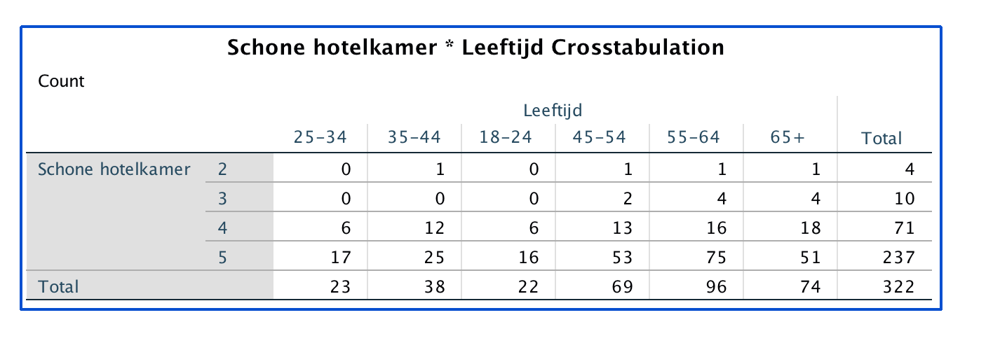 Schone hotelkamer * Leeftijd Crosstabulation
Count
Leeftijd
25–34 35–44 18–24 45–54 55–64 65+ Total
Schone hotelkamer 2 0 1 0 1 1 1 4
3 0 0 0 2 4 4 10
4 6 12 6 13 16 18 71
5 17 25 16 53 75 51 237
Total 23 38 22 69 96 74 322